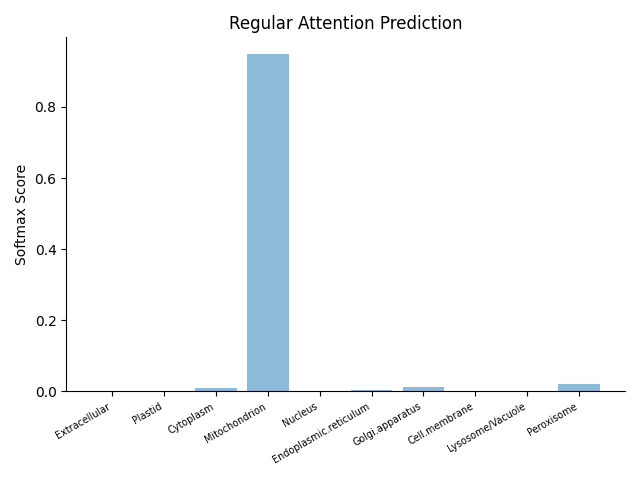 Regular Attention Prediction
Softmax Score
0.8
0.6
0.4
0.2
0.0
Extracellular
Plastid
Cytoplasm
Mitochondrion
Nucleus
Endoplasmic.reticulum
Golgi.apparatus
Cell.membrane
Lysosome/Vacuole
Peroxisome